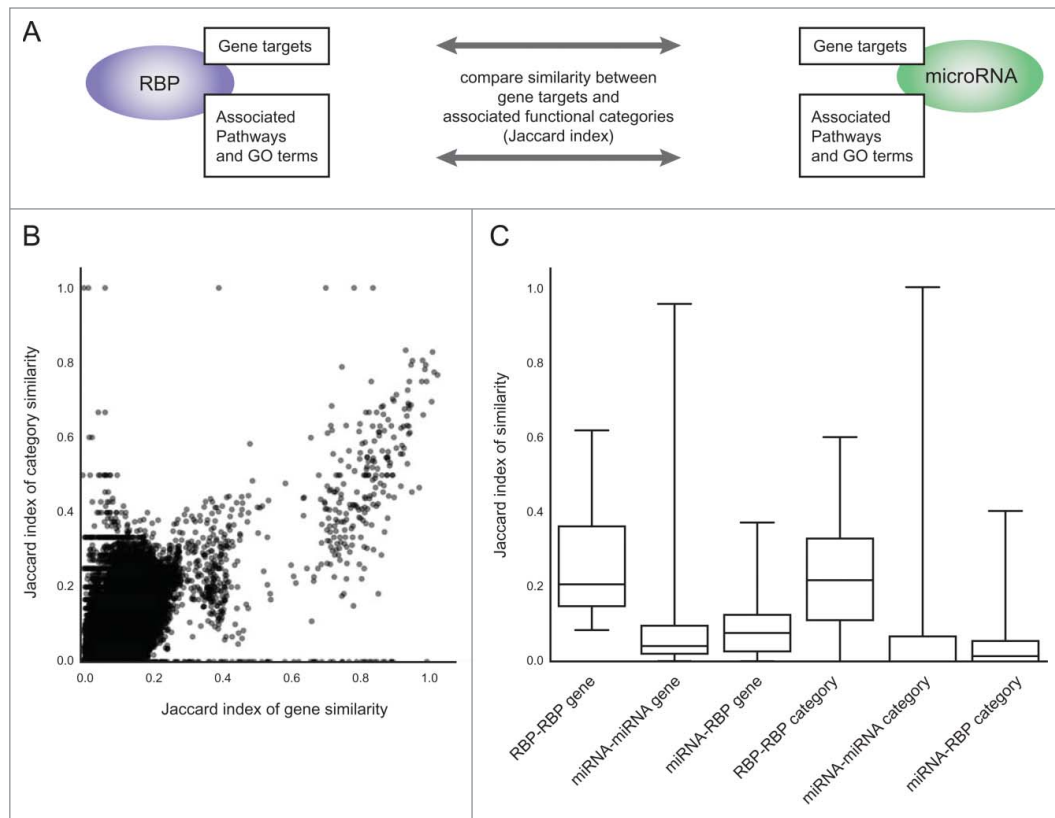 A
RBP
Gene targets
Associated
Pathways
and GO terms
compare similarity between
gene targets and
associated functional categories
(Jaccard index)
Gene targets
microRNA
Associated
Pathways
and GO terms
B
Jaccard index of category similarity
1.0
0.8
0.6
0.4
0.2
0.0
0.0 0.2 0.4 0.6 0.8 1.0
Jaccard index of gene similarity
C
Jaccard index of similarity
1.0
0.8
0.6
0.4
0.2
0.0
RBP-RBP gene
miRNA-miRNA gene
miRNA-RBP gene
RBP-RBP category
miRNA-miRNA category
miRNA-RBP category